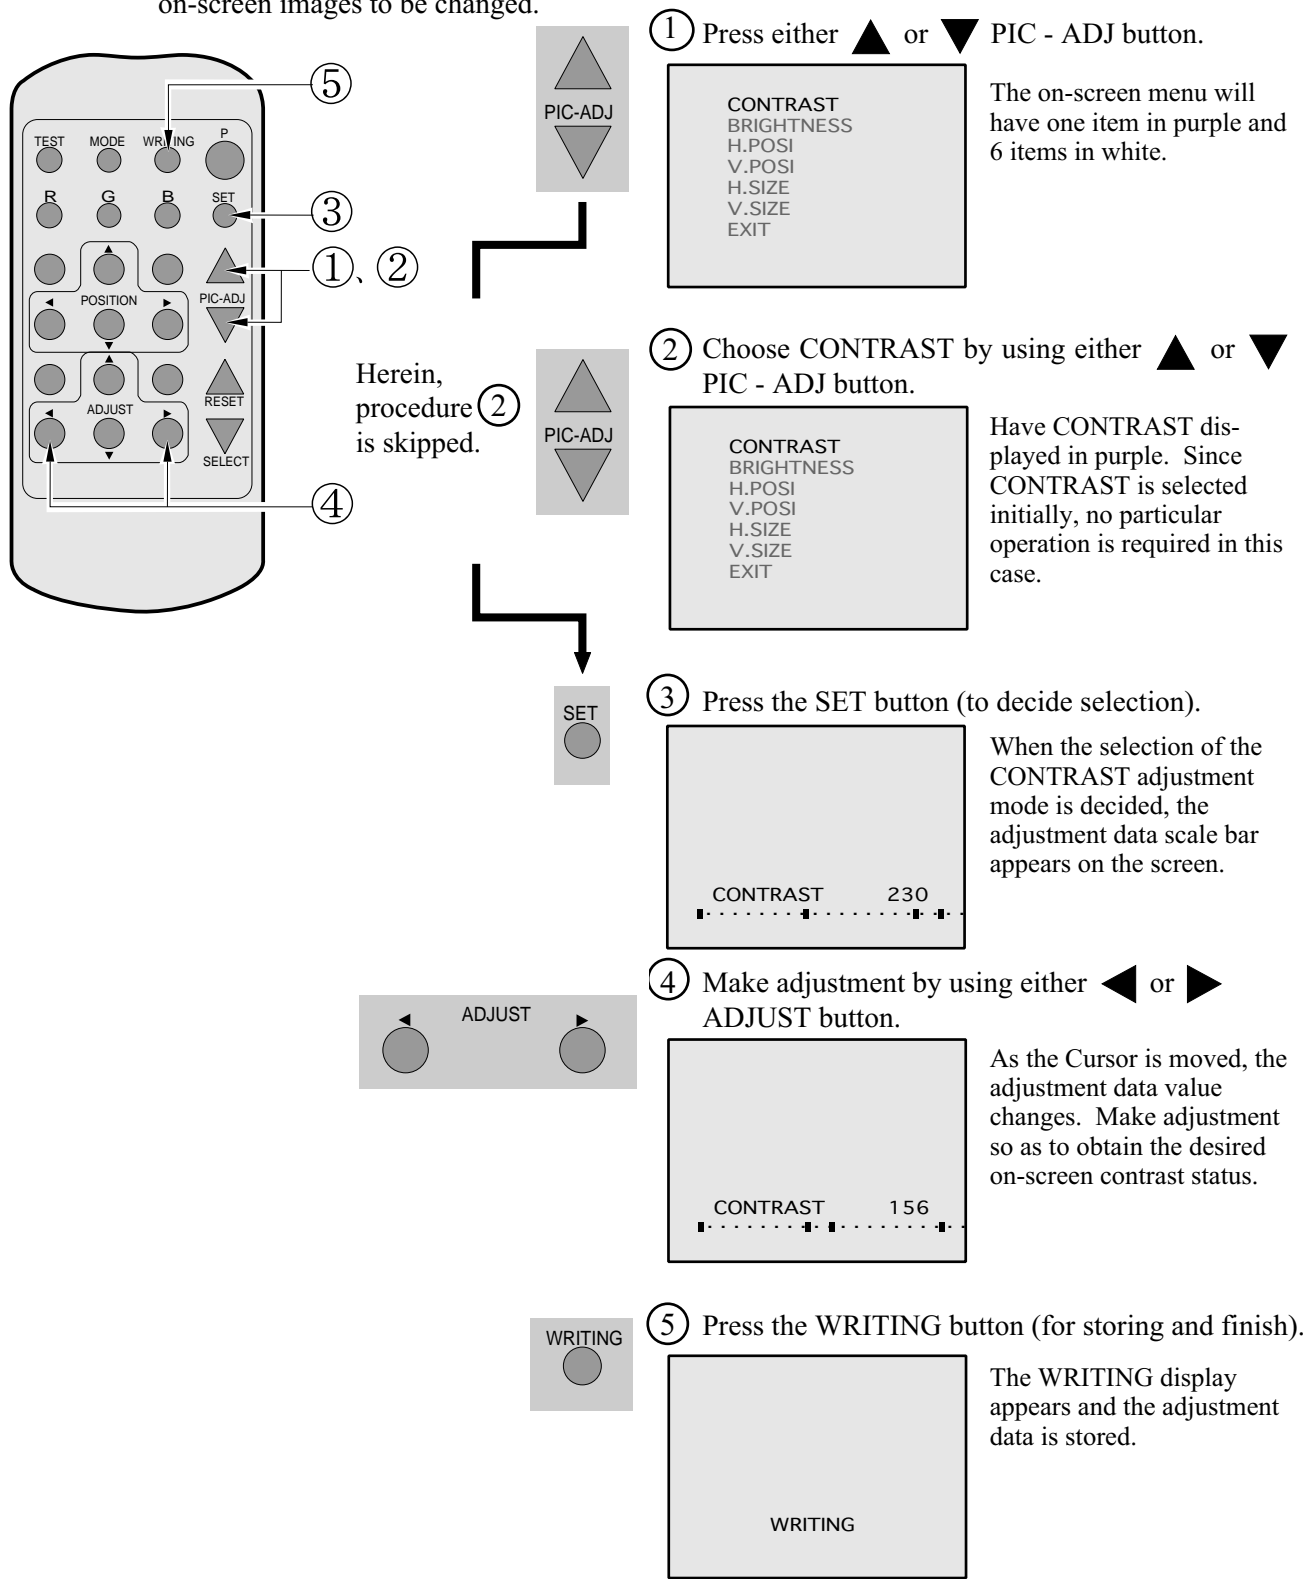 on-screen images to be changed.
TEST MODE WRITING P
R G B SET
POSITION PIC-ADJ
RESET
ADJUST
SELECT
⑤
③
①、②
④
Herein,
procedure ②
is skipped.
PIC-ADJ
① Press either ▲ or ▼ PIC - ADJ button.
CONTRAST
BRIGHTNESS
H.POSI
V.POSI
H.SIZE
V.SIZE
EXIT
The on-screen menu will
have one item in purple and
6 items in white.
PIC-ADJ
② Choose CONTRAST by using either ▲ or ▼
PIC - ADJ button.
CONTRAST
BRIGHTNESS
H.POSI
V.POSI
H.SIZE
V.SIZE
EXIT
Have CONTRAST dis-
played in purple. Since
CONTRAST is selected
initially, no particular
operation is required in this
case.
SET
③ Press the SET button (to decide selection).
CONTRAST 230
When the selection of the
CONTRAST adjustment
mode is decided, the
adjustment data scale bar
appears on the screen.
◀ ADJUST ▶
④ Make adjustment by using either ◀ or ▶
ADJUST button.
CONTRAST 156
As the Cursor is moved, the
adjustment data value
changes. Make adjustment
so as to obtain the desired
on-screen contrast status.
WRITING
⑤ Press the WRITING button (for storing and finish).
WRITING
The WRITING display
appears and the adjustment
data is stored.